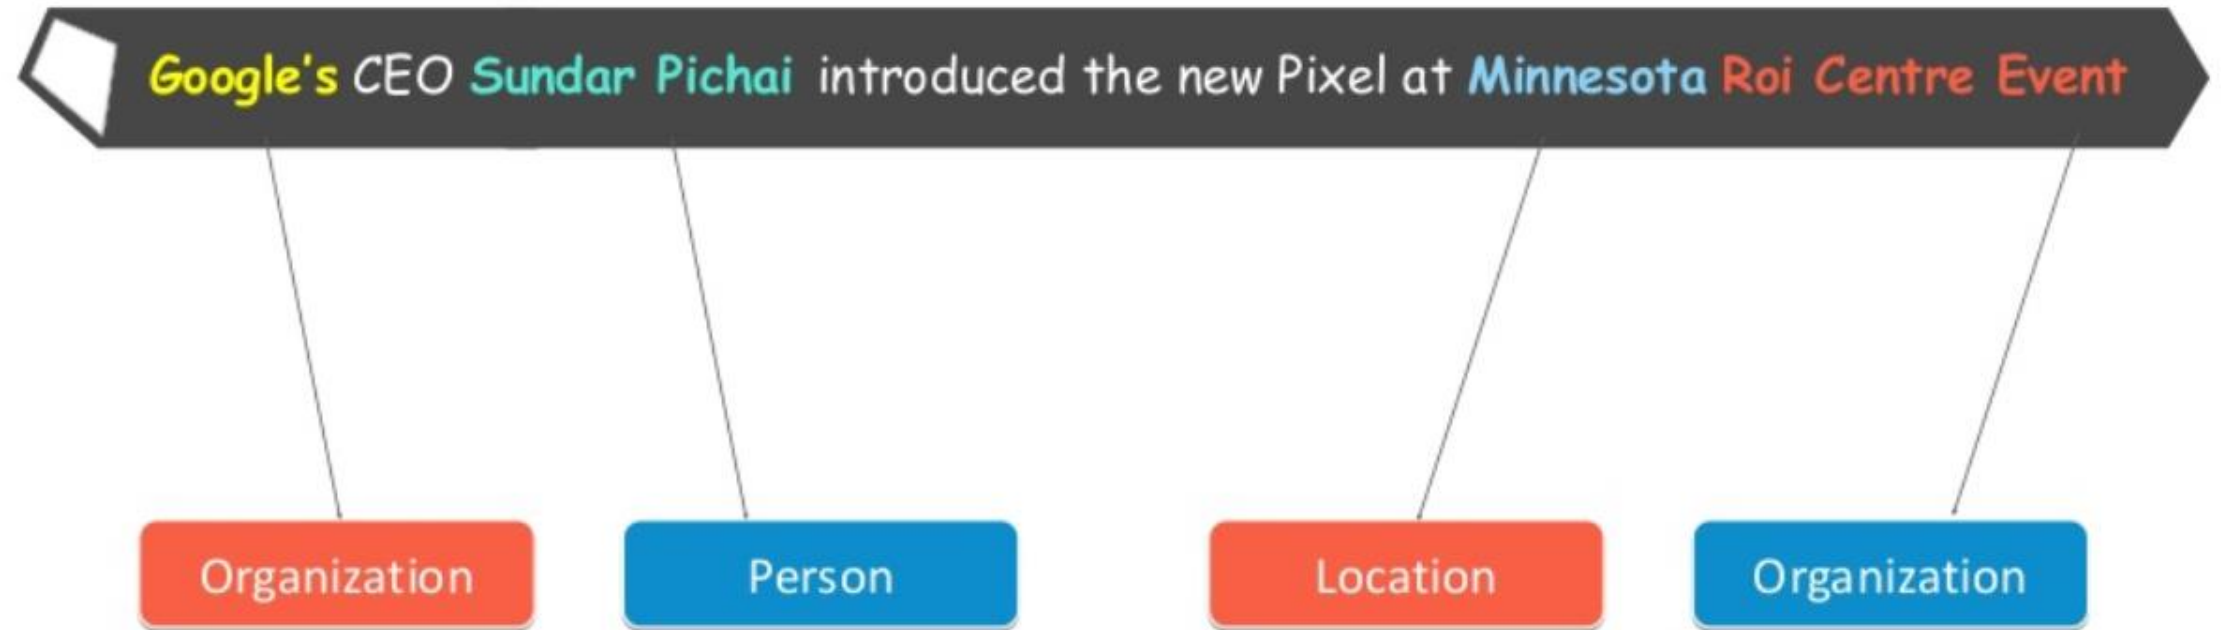 Google's CEO Sundar Pichai introduced the new Pixel at Minnesota Roi Centre Event
Organization Person Location Organization